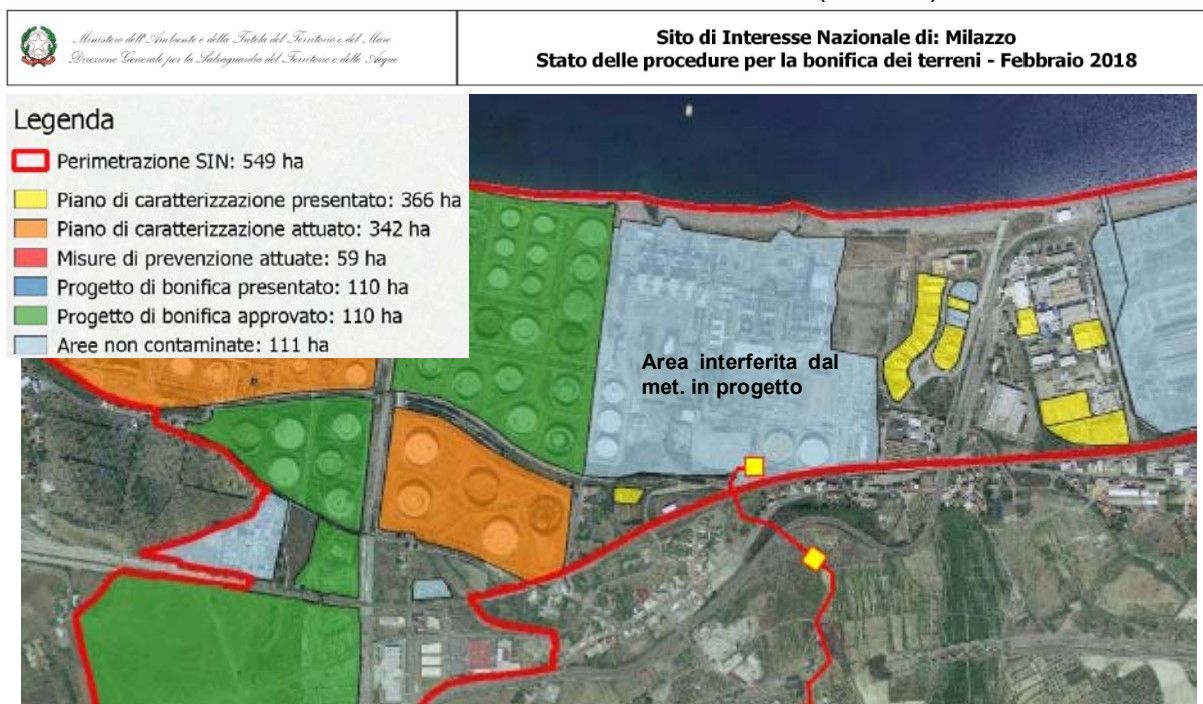 Ministero dell'Ambiente e della Tutela del Territorio e del Mare
Direzione Generale per la Salvaguardia del Territorio e delle Acque
Sito di Interesse Nazionale di: Milazzo
Stato delle procedure per la bonifica dei terreni - Febbraio 2018
Legenda
Perimetrazione SIN: 549 ha
Piano di caratterizzazione presentato: 366 ha
Piano di caratterizzazione attuato: 342 ha
Misure di prevenzione attuate: 59 ha
Progetto di bonifica presentato: 110 ha
Progetto di bonifica approvato: 110 ha
Aree non contaminate: 111 ha
Area interferita dal
met. in progetto